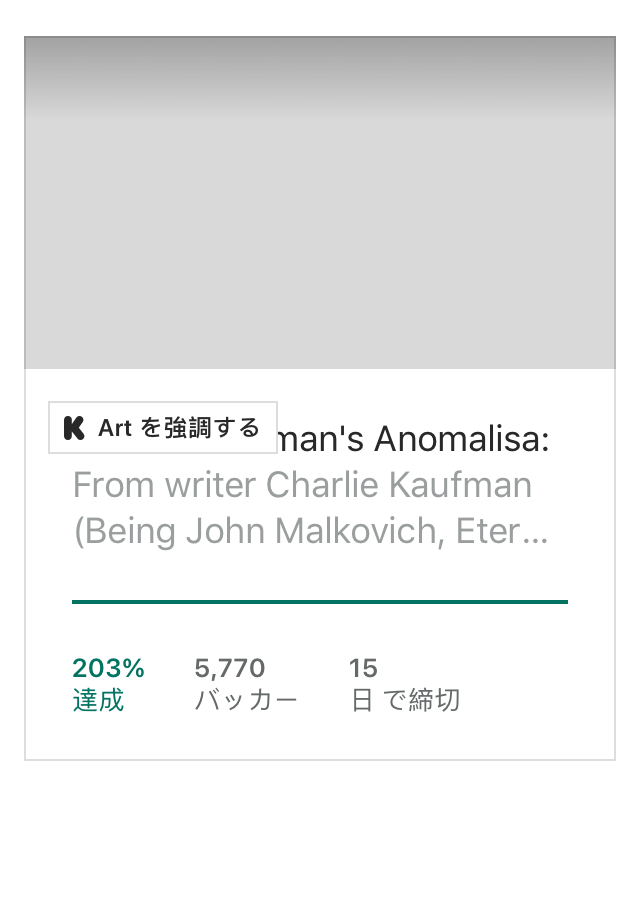 Art を強調する
man's Anomalisa:
From writer Charlie Kaufman
(Being John Malkovich, Eter...
203%
達成
5,770
バッカー
15
日 で締切